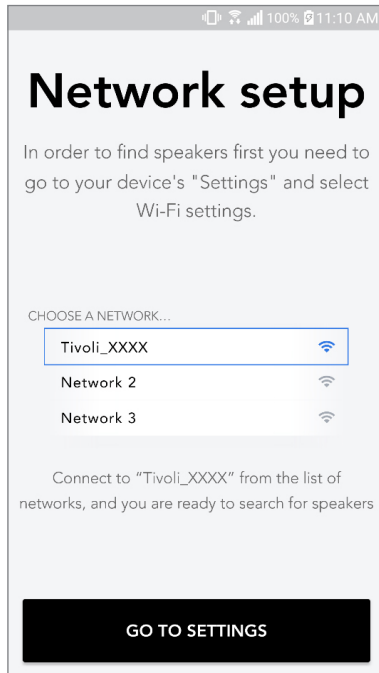 100% 11:10 AM
Network setup
In order to find speakers first you need to
go to your device's "Settings" and select
Wi-Fi settings.
CHOOSE A NETWORK...
Tivoli_XXXX
Network 2
Network 3
Connect to “Tivoli_XXXX” from the list of
networks, and you are ready to search for speakers
GO TO SETTINGS